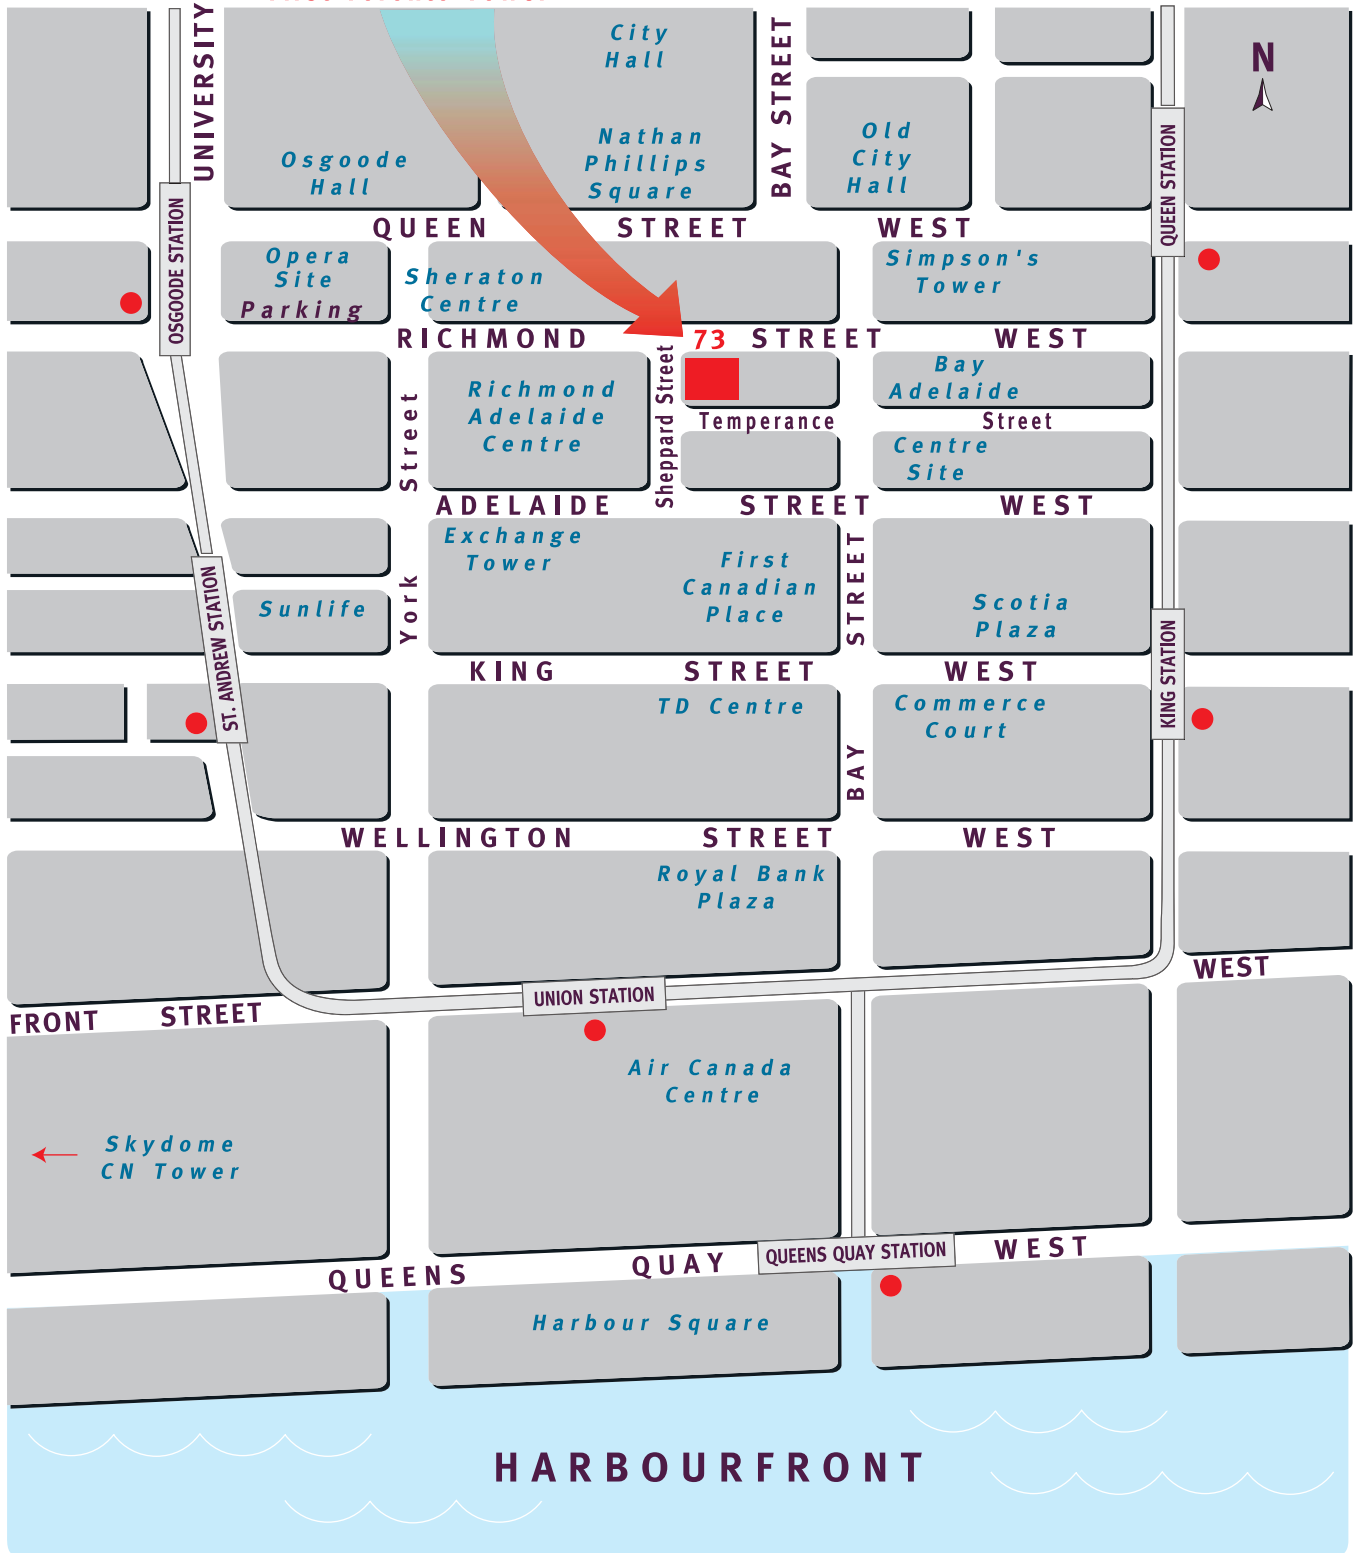 UNIVERSITY
City
Hall
BAY STREET
N
Nathan
Phillips
Square
Osgoode
Hall
Old
City
Hall
QUEEN STATION
OSGOODE STATION
QUEEN STREET WEST
Opera
Site
Parking
Sheraton
Centre
Simpson's
Tower
RICHMOND 73 STREET WEST
Sheppard Street
Richmond
Adelaide
Centre
Bay
Adelaide
Temperance Street
Centre
Site
York Street
ADELAIDE STREET WEST
Exchange
Tower
First
Canadian
Place
BAY STREET
Scotia
Plaza
ST. ANDREW STATION
Sunlife
KING STATION
KING STREET WEST
TD Centre
Commerce
Court
WELLINGTON STREET WEST
Royal Bank
Plaza
FRONT STREET WEST
UNION STATION
Air Canada
Centre
Skydome
CN Tower
QUEENS QUAY WEST
QUEENS QUAY STATION
Harbour Square
HARBOURFRONT